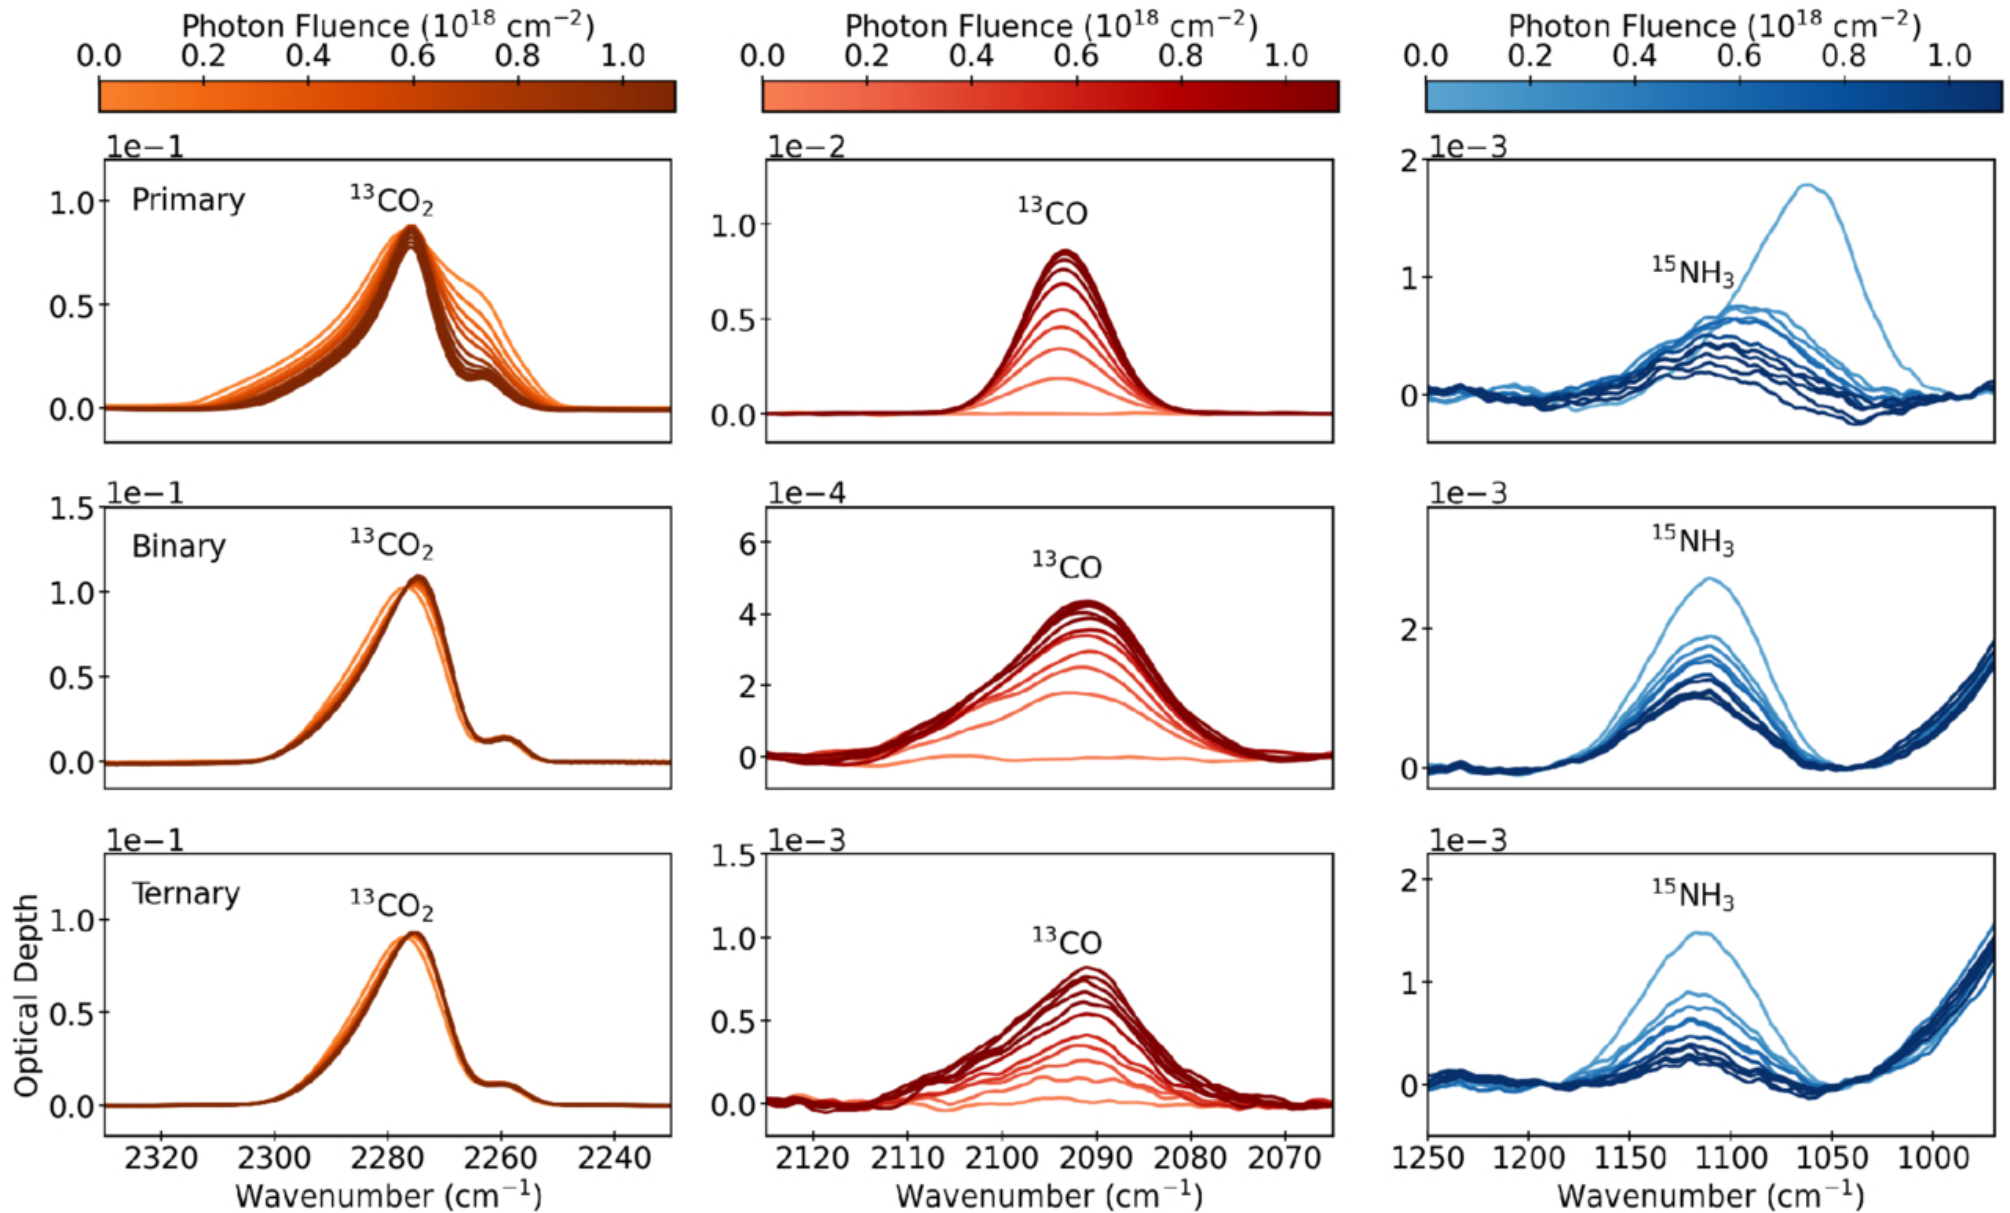 Photon Fluence (10¹⁸ cm⁻²) Photon Fluence (10¹⁸ cm⁻²) Photon Fluence (10¹⁸ cm⁻²)
0.0 0.2 0.4 0.6 0.8 1.0 0.0 0.2 0.4 0.6 0.8 1.0 0.0 0.2 0.4 0.6 0.8 1.0
1e−1 1e−2 1e−3
Primary ¹³CO₂ ¹³CO ¹⁵NH₃
1.0 1.0 2
0.5 0.5 1
0.0 0.0 0
1e−1 1e−4 1e−3
Binary ¹³CO₂ ¹³CO ¹⁵NH₃
1.5 6 2
1.0 4 0
0.5 2
0.0 0
1e−1 1e−3 1e−3
Ternary ¹³CO₂ ¹³CO ¹⁵NH₃
1.0 1.5 2
0.5 1.0 1
0.0 0.5 0
0.0
Optical Depth
2320 2300 2280 2260 2240 2120 2110 2100 2090 2080 2070 1250 1200 1150 1100 1050 1000
Wavenumber (cm⁻¹) Wavenumber (cm⁻¹) Wavenumber (cm⁻¹)